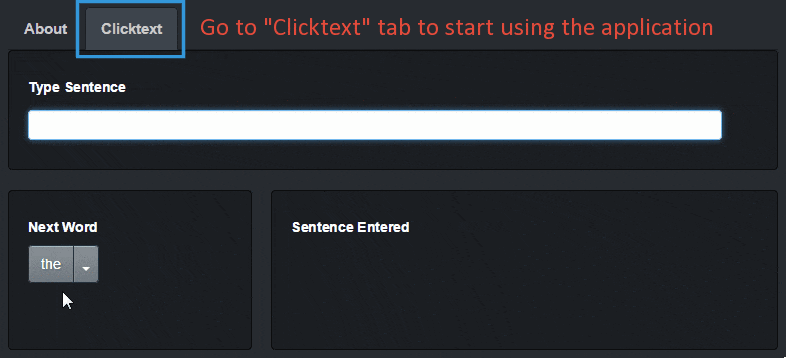 About Clicktext Go to "Clicktext" tab to start using the application
Type Sentence
Next Word Sentence Entered
the